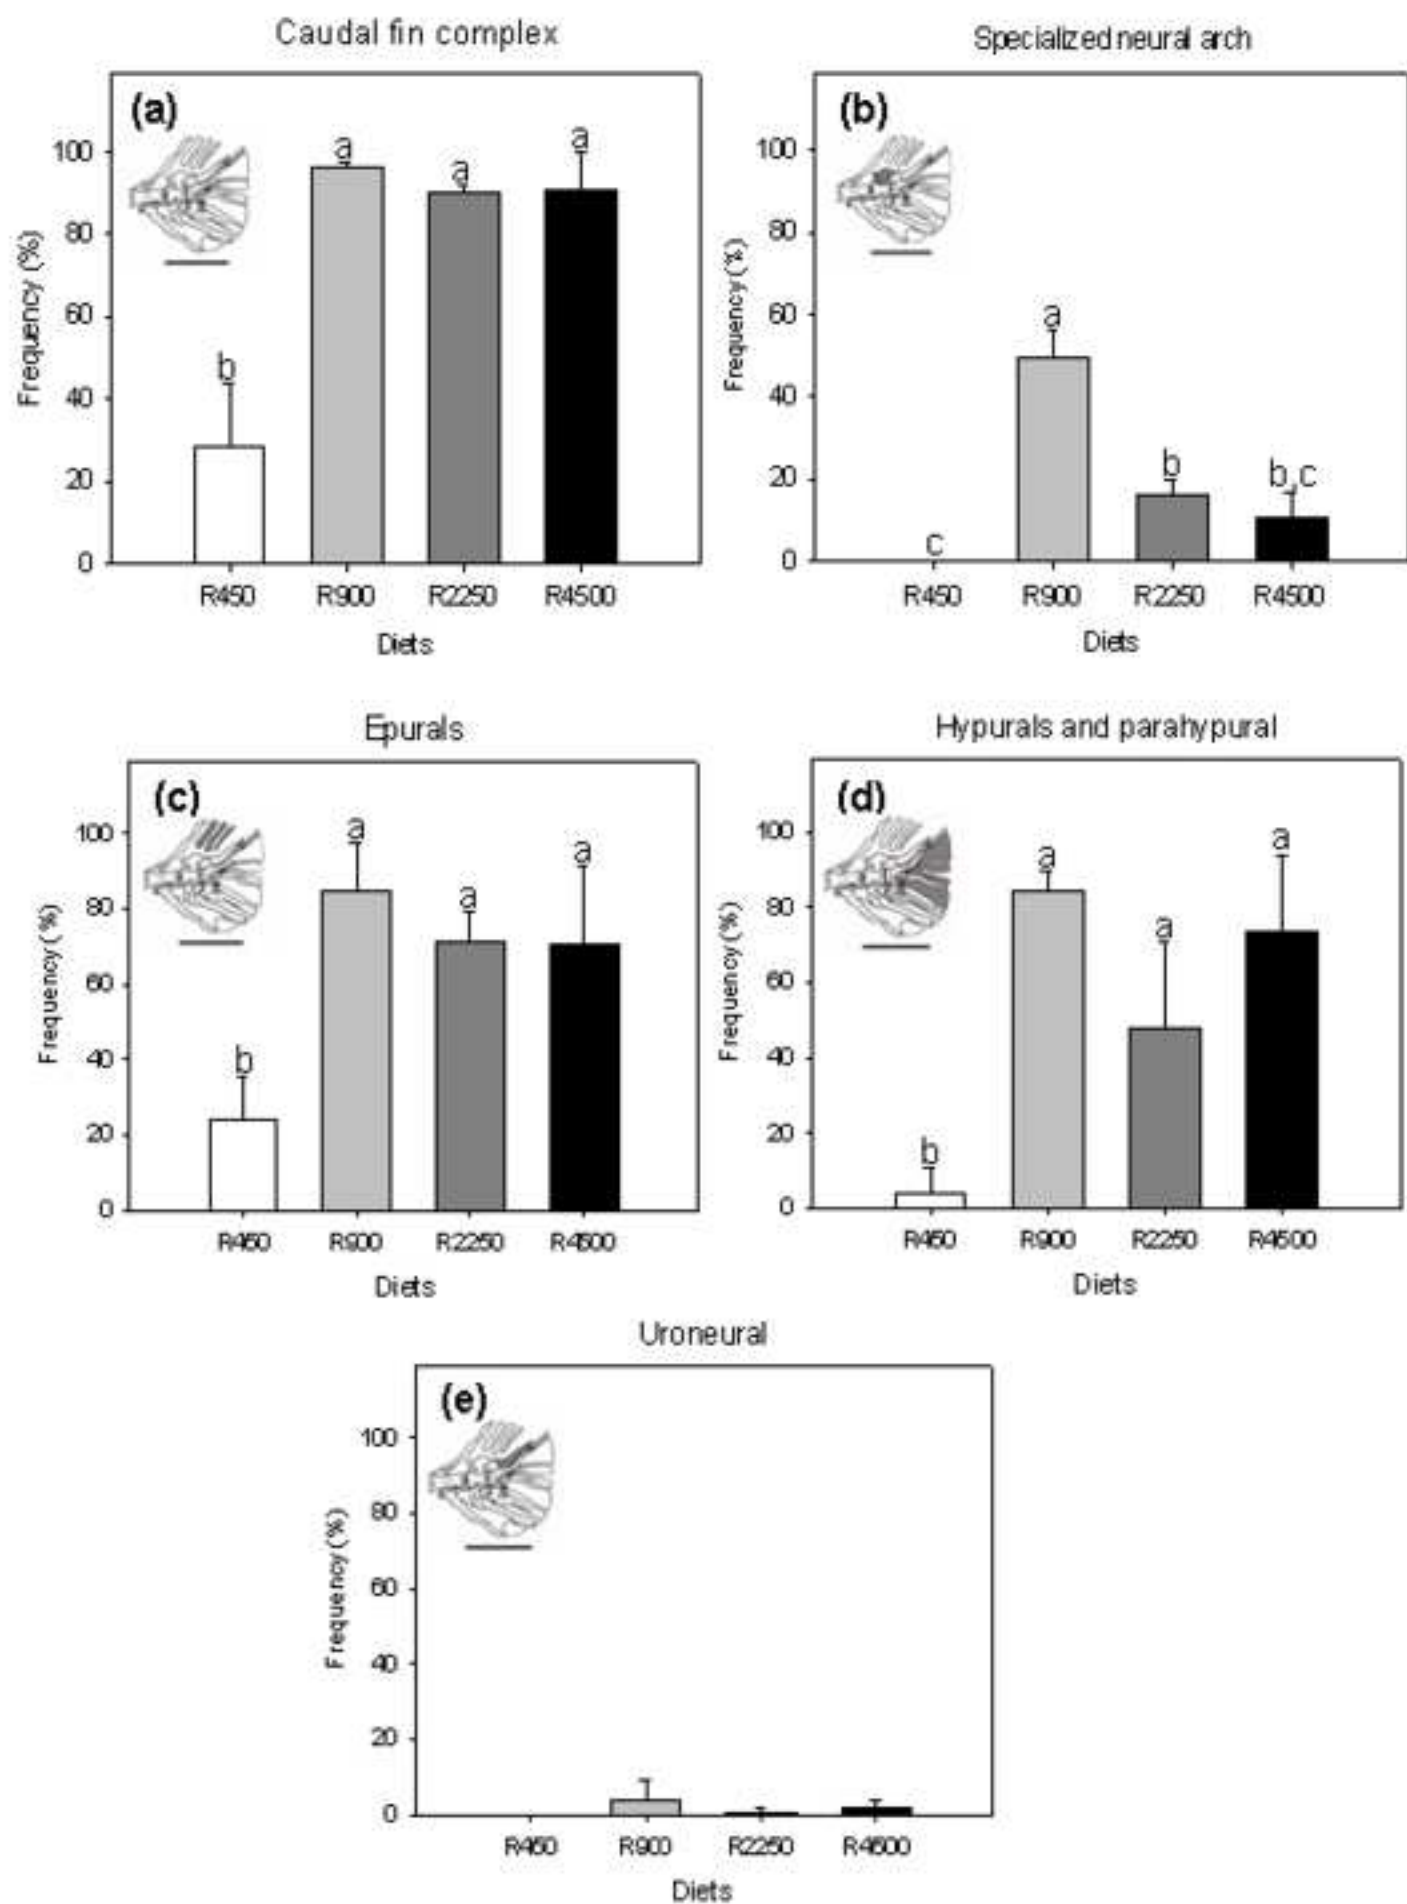 Caudal fin complex
(a)
Frequency (%)
100
80
60
40
20
0
b
a
a
a
R450 R900 R2250 R4500
Diets
Specialized neural arch
(b)
Frequency (%)
100
80
60
40
20
0
c
a
b
b,c
R450 R900 R2250 R4500
Diets
Epurals
(c)
Frequency (%)
100
80
60
40
20
0
b
a
a
a
R450 R900 R2250 R4500
Diets
Hypurals and parahypural
(d)
Frequency (%)
100
80
60
40
20
0
b
a
a
a
R450 R900 R2250 R4500
Diets
Uroneural
(e)
Frequency (%)
100
80
60
40
20
0
R450 R900 R2250 R4500
Diets